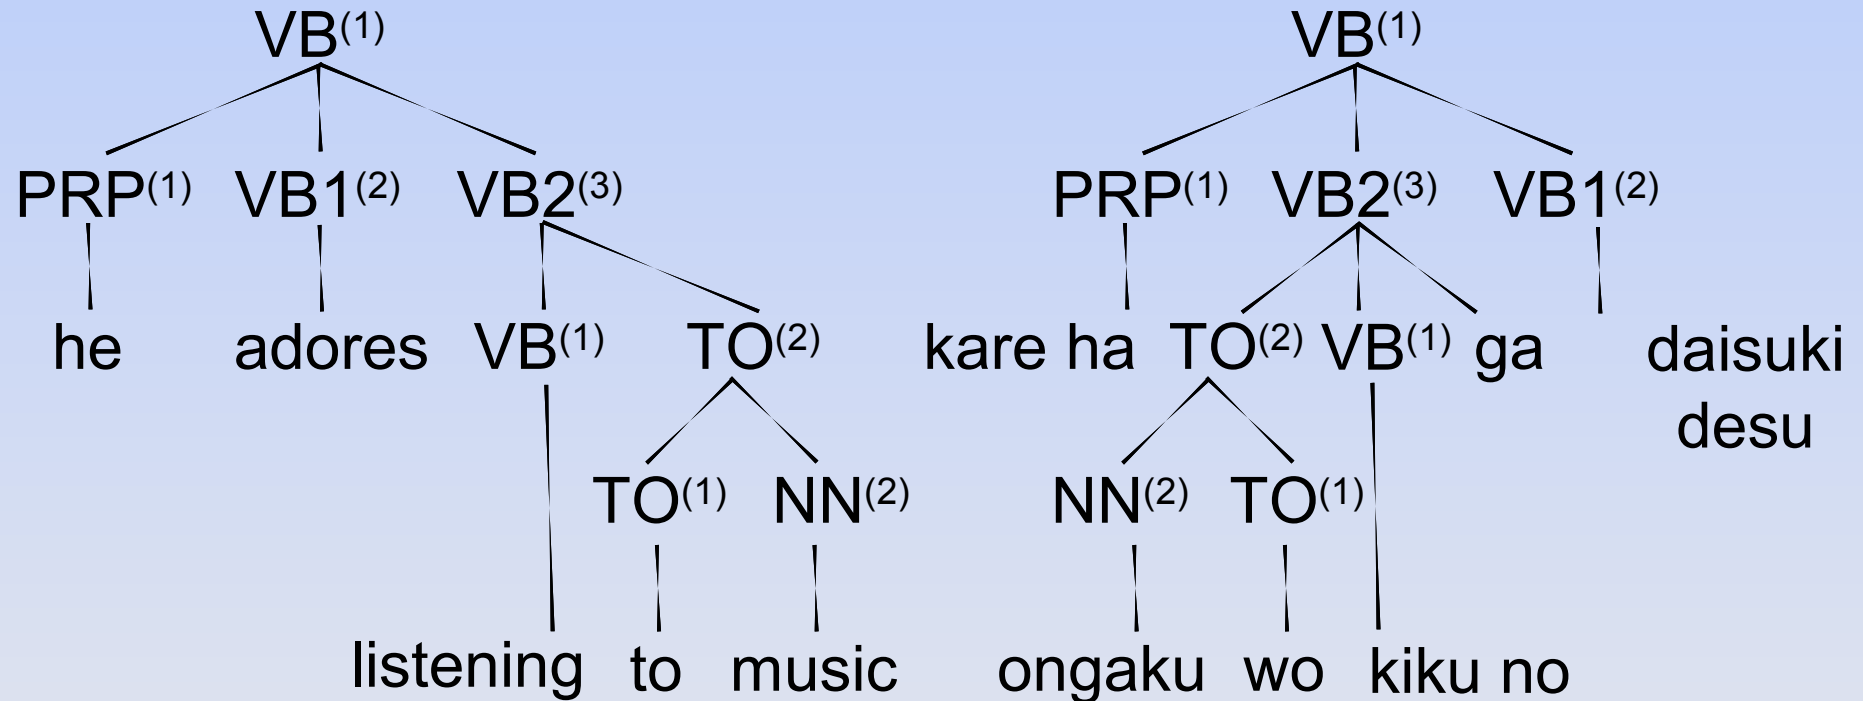 VB(1) VB(1)
PRP(1) VB1(2) VB2(3) PRP(1) VB2(3) VB1(2)
he adores VB(1) TO(2) kare ha TO(2) VB(1) ga daisuki
desu
TO(1) NN(2) NN(2) TO(1)
listening to music ongaku wo kiku no